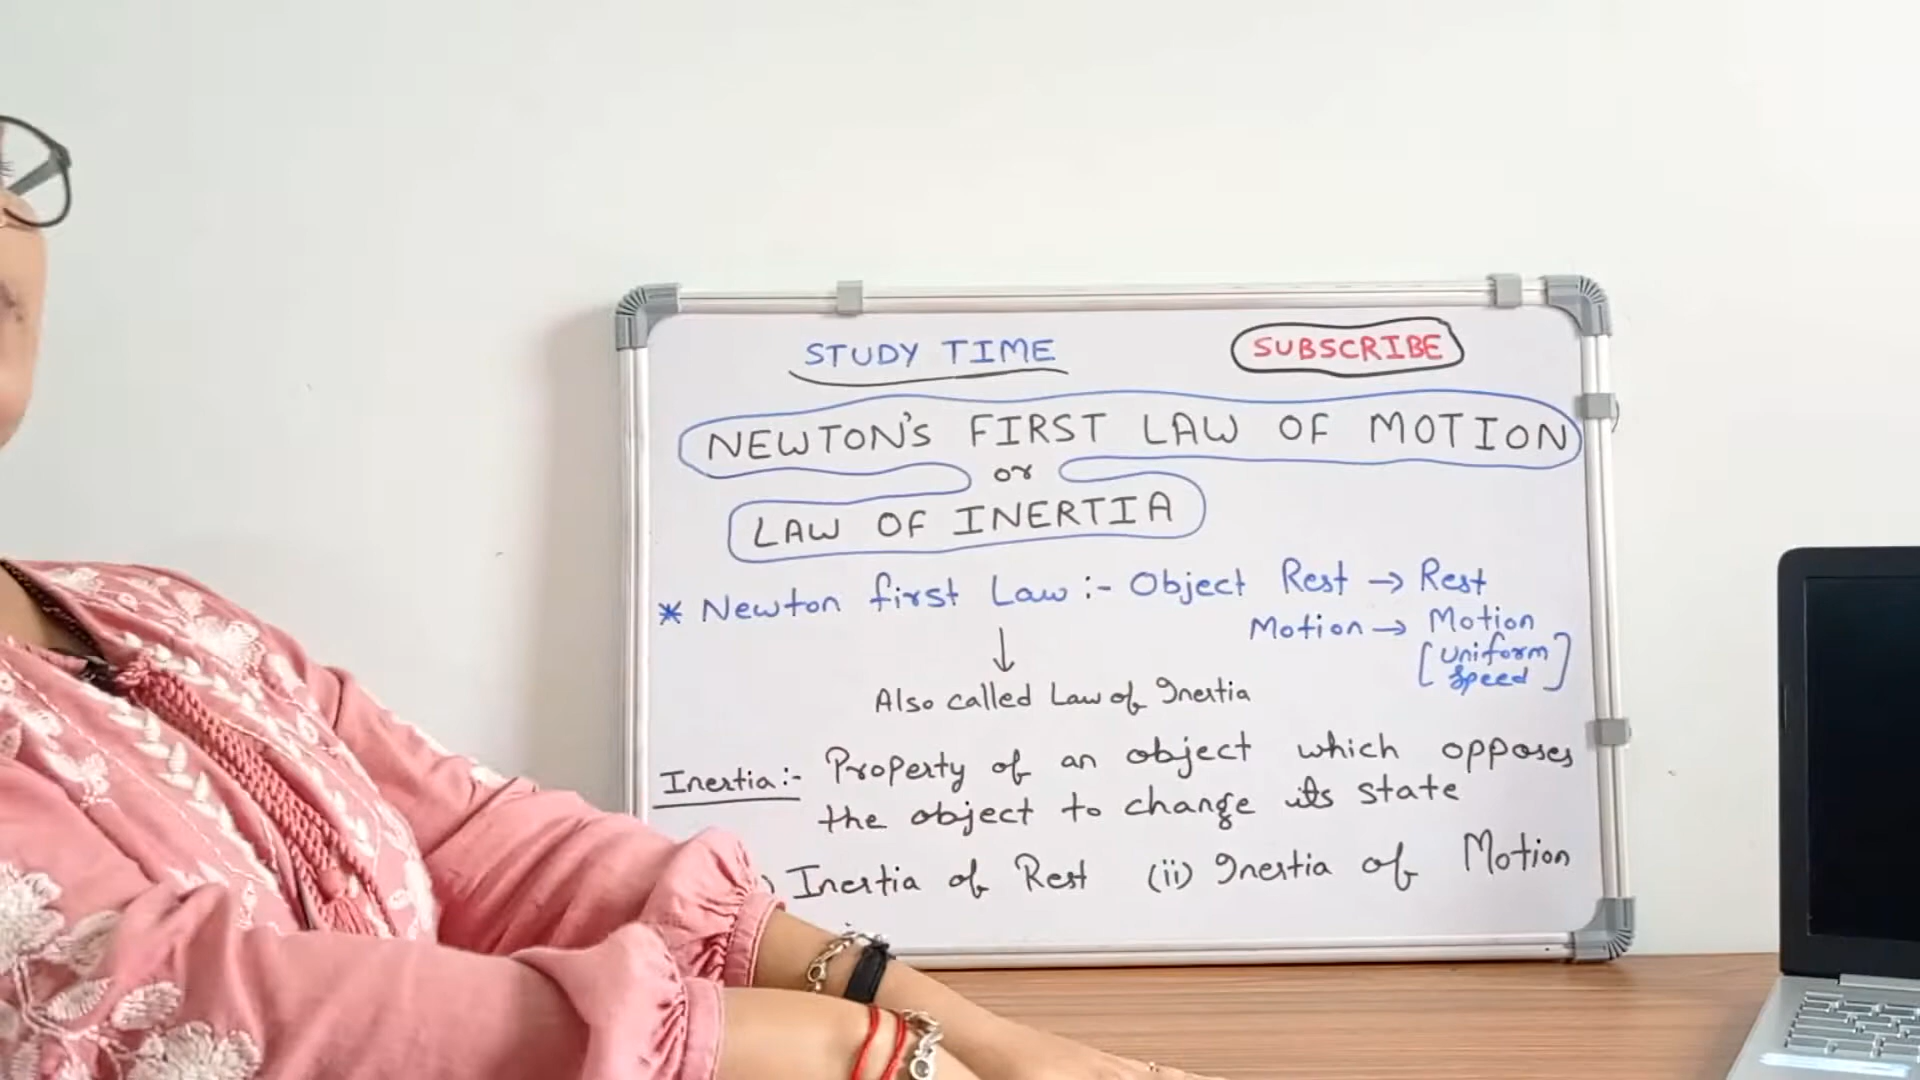 STUDY TIME SUBSCRIBE
NEWTON'S FIRST LAW OF MOTION
or
LAW OF INERTIA
* Newton first Law :- Object Rest → Rest
Motion → Motion
[Uniform
Speed]
↓
Also called Law of Inertia
Inertia :- Property of an object which opposes
the object to change its state
) Inertia of Rest (ii) Inertia of Motion